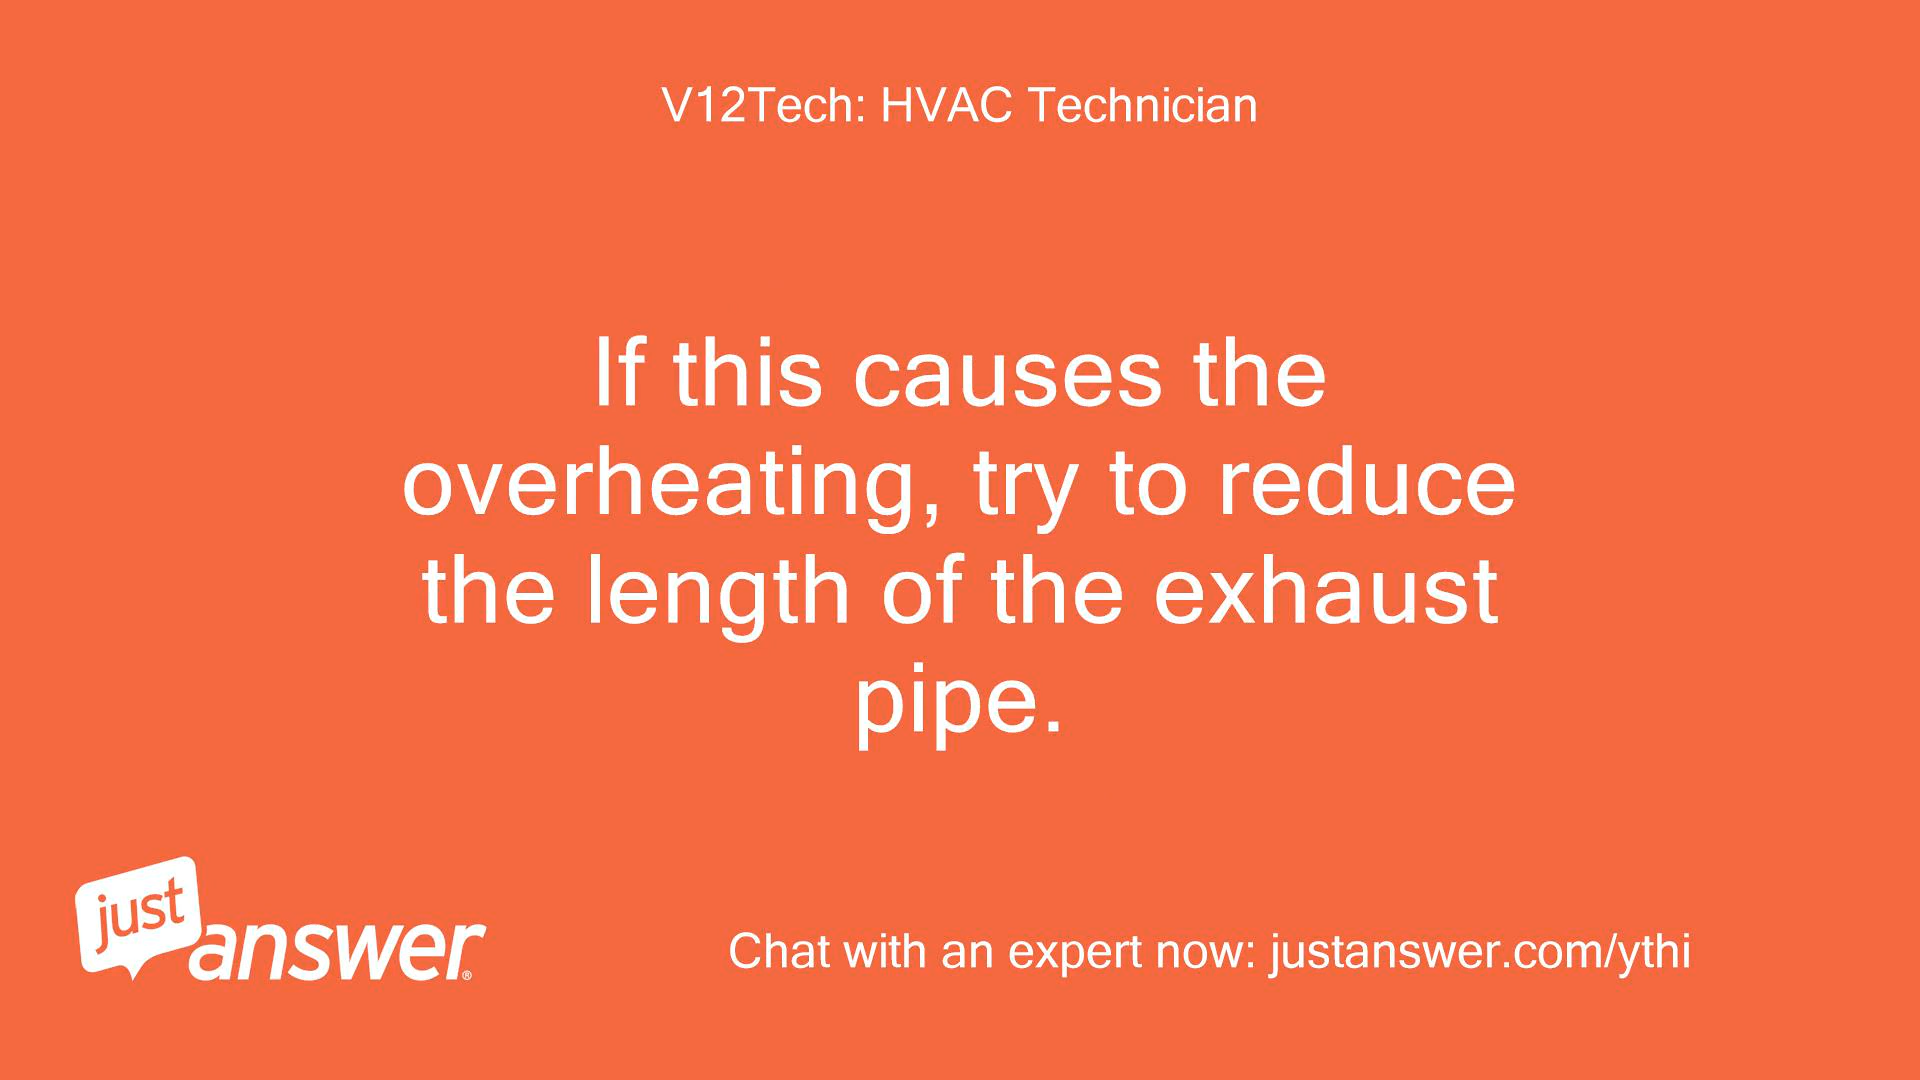 V12Tech: HVAC Technician
If this causes the
overheating, try to reduce
the length of the exhaust
pipe.
just
answer®
Chat with an expert now: justanswer.com/ythi